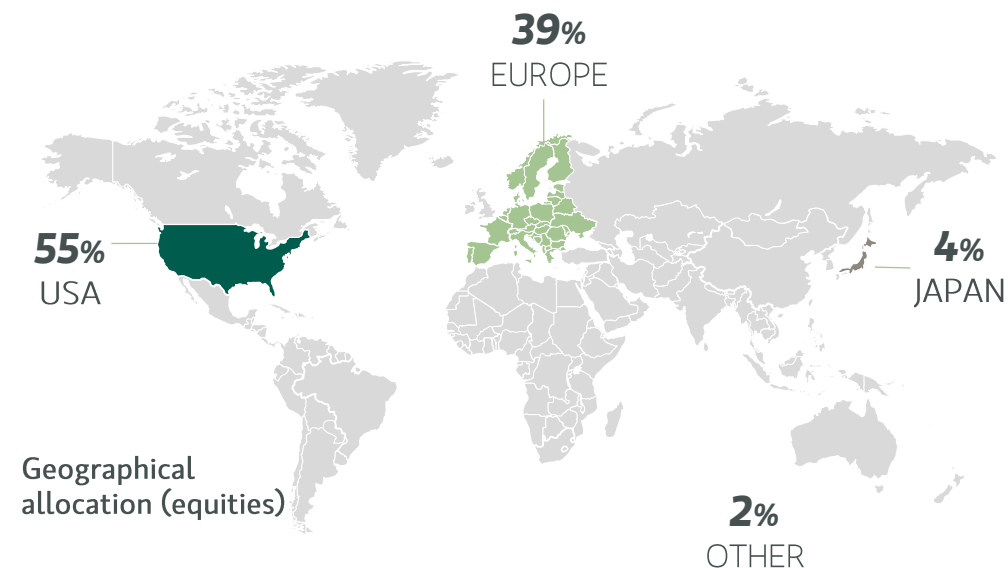 39%
EUROPE
55%
USA
4%
JAPAN
Geographical
allocation (equities)
2%
OTHER